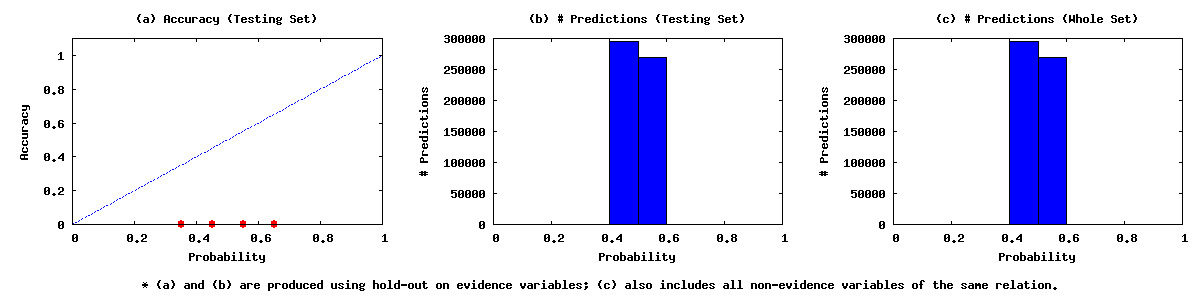 (a) Accuracy (Testing Set)
(b) # Predictions (Testing Set)
(c) # Predictions (Whole Set)
Accuracy
1
0.8
0.6
0.4
0.2
0
0 0.2 0.4 0.6 0.8 1
Probability
# Predictions
300000
250000
200000
150000
100000
50000
0
0 0.2 0.4 0.6 0.8 1
Probability
# Predictions
300000
250000
200000
150000
100000
50000
0
0 0.2 0.4 0.6 0.8 1
Probability
* (a) and (b) are produced using hold-out on evidence variables; (c) also includes all non-evidence variables of the same relation.